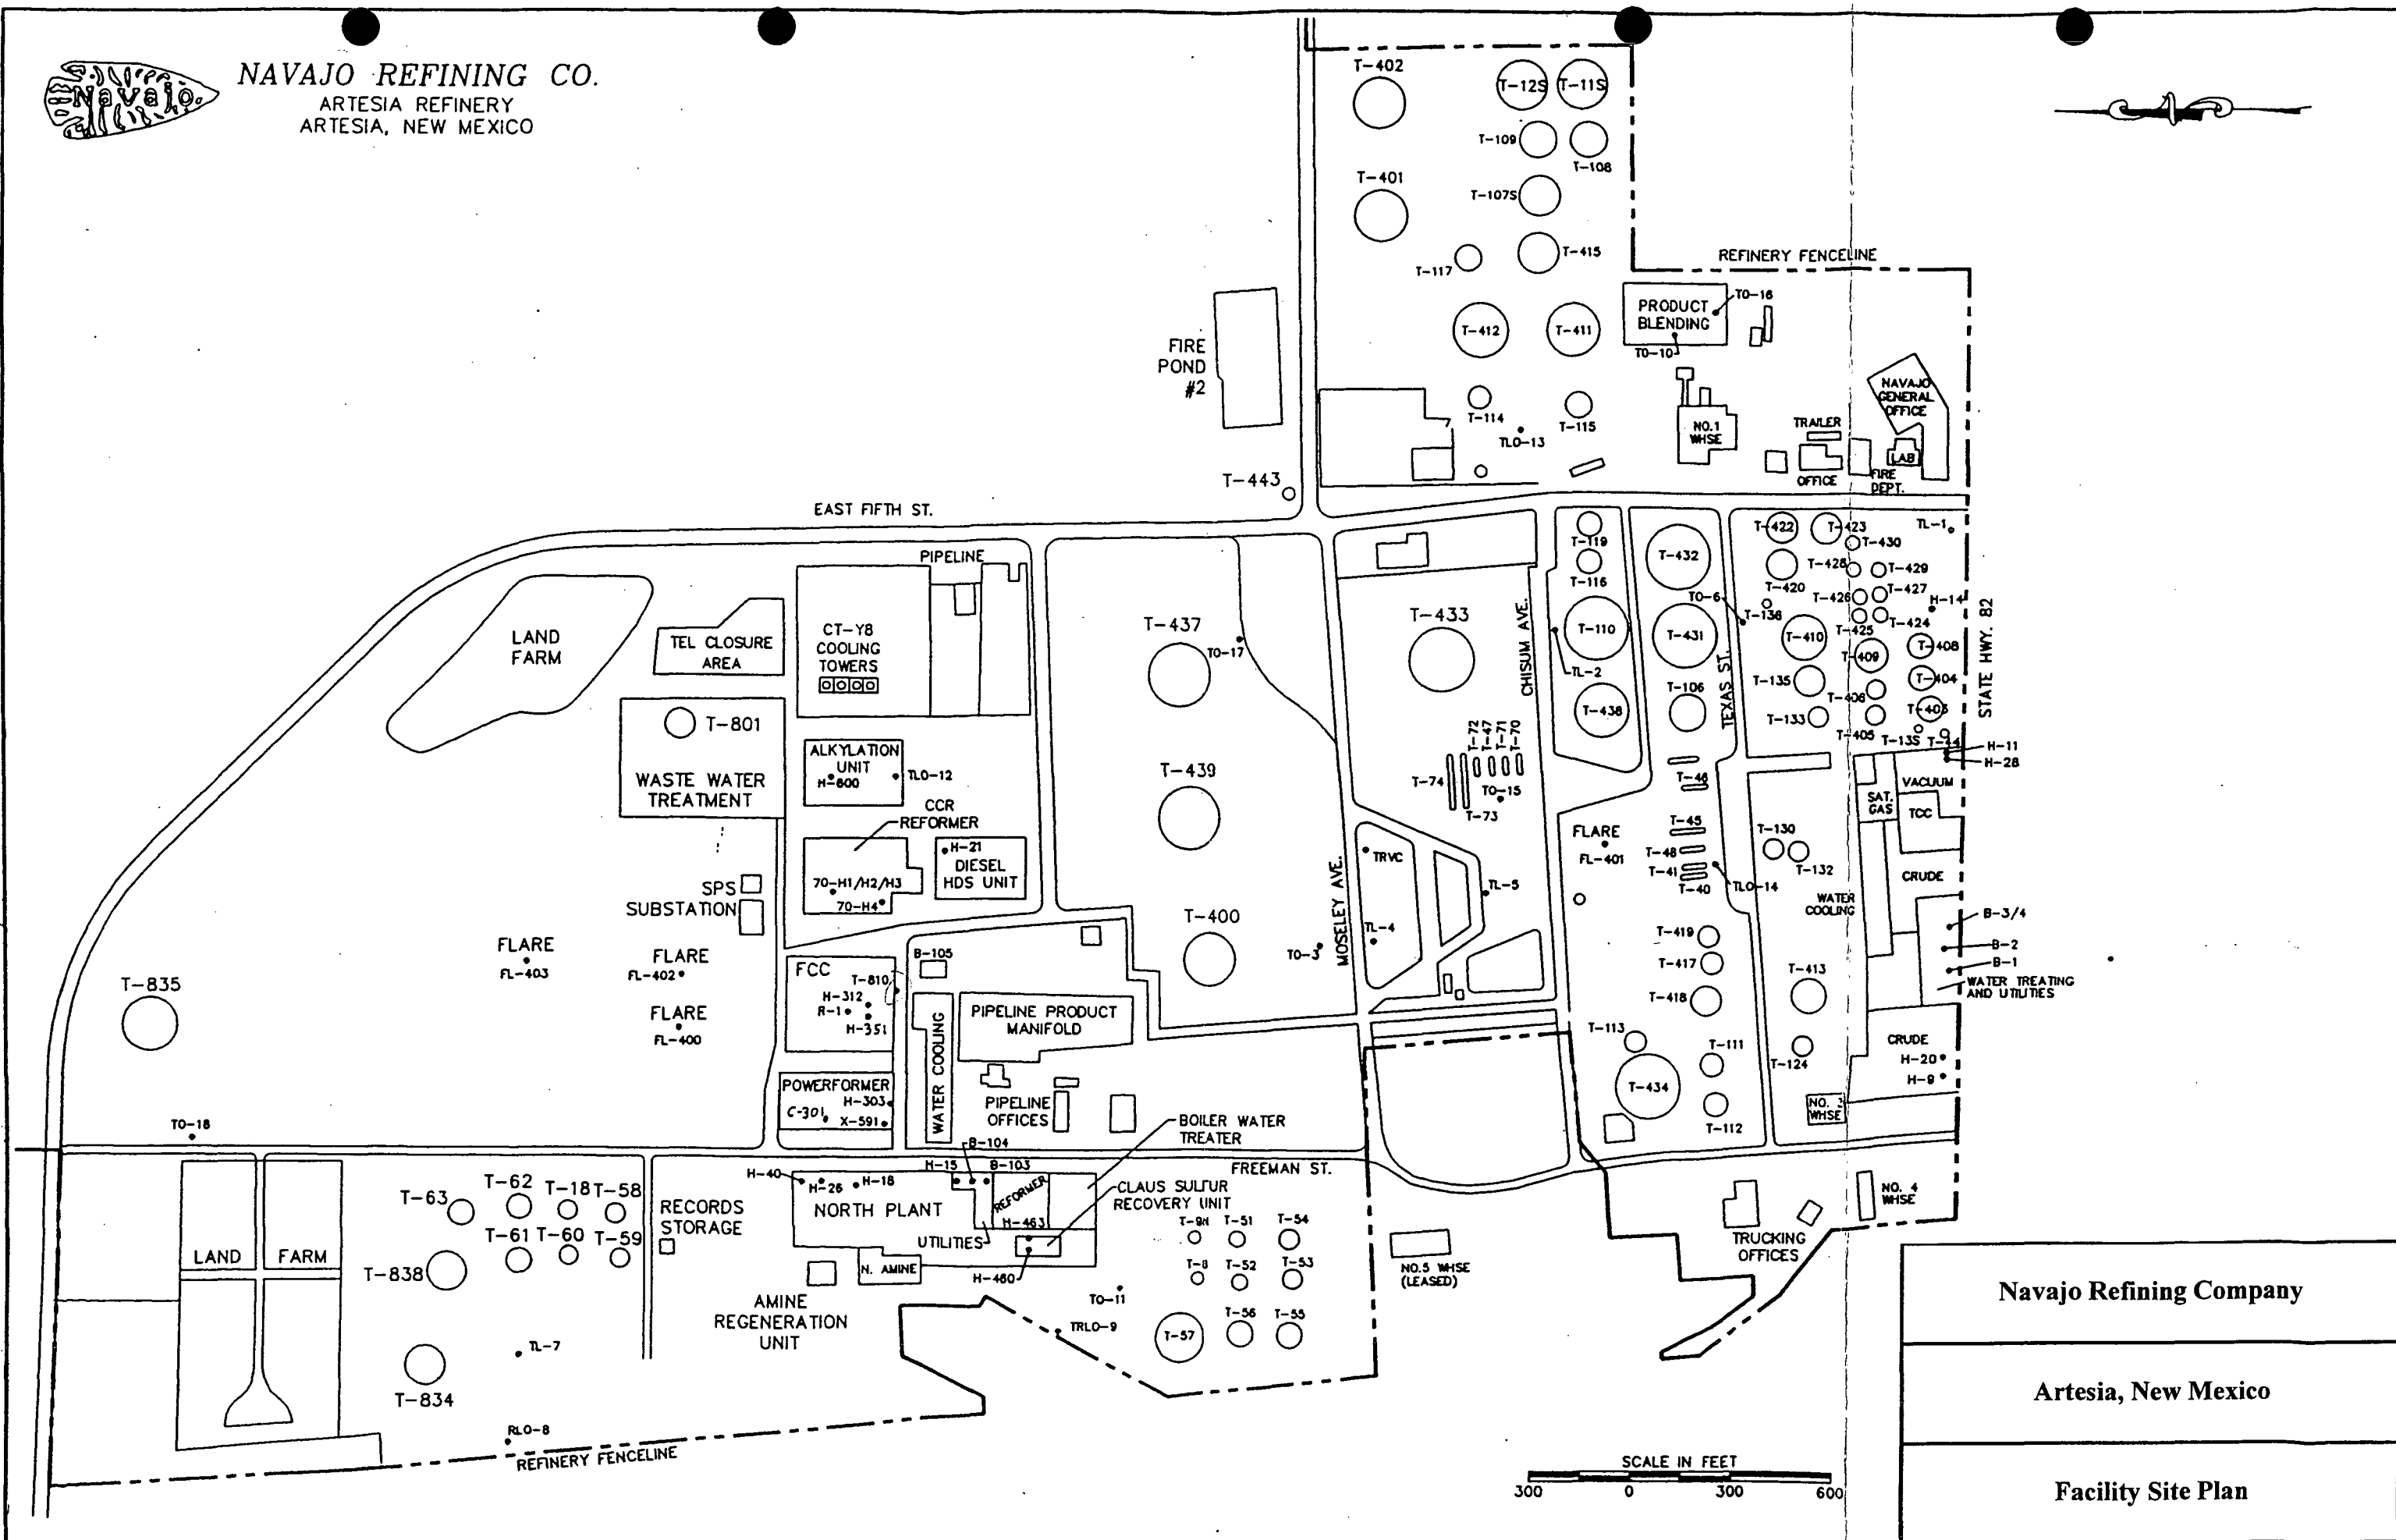 Navajo
NAVAJO REFINING CO.
ARTESIA REFINERY
ARTESIA, NEW MEXICO
T-402
T-12S
T-11S
T-109
T-108
T-401
T-107S
T-117
T-415
REFINERY FENCELINE
TO-16
PRODUCT
BLENDING
TO-10
T-412
T-411
FIRE
POND
#2
T-114
TLO-13
T-115
NO.1
WHSE
NAVAJO
GENERAL
OFFICE
TRAILER
LAB
OFFICE
FIRE
DEPT.
T-443
EAST FIFTH ST.
PIPELINE
T-119
T-116
T-432
T-422
T-423
TL-1
T-430
T-428
T-429
T-420
T-427
T-426
H-14
TO-6
T-136
T-424
T-425
LAND
FARM
TEL CLOSURE
AREA
CT-Y8
COOLING
TOWERS
T-437
TO-17
T-433
CHISUM AVE.
T-110
TL-2
T-431
TEXAS ST.
T-410
T-409
T-408
STATE HWY. 82
T-438
T-106
T-135
T-404
T-406
T-133
T-405
T-403
T-13S
T-44
H-11
H-28
T-801
WASTE WATER
TREATMENT
ALKYLATION
UNIT
H-600
TLO-12
CCR
REFORMER
T-439
T-72
T-47
T-71
T-70
T-74
TO-15
T-73
T-46
VACUUM
SAT.
GAS
TCC
FLARE
FL-401
T-45
T-48
T-41
T-40
TLO-14
T-130
T-132
CRUDE
H-21
DIESEL
HDS UNIT
70-H1/H2/H3
70-H4
SPS
SUBSTATION
TRVC
MOSELEY AVE.
TL-5
TL-4
TO-3
T-400
WATER
COOLING
B-3/4
B-2
B-1
WATER TREATING
AND UTILITIES
FLARE
FL-403
FLARE
FL-402
FLARE
FL-400
T-835
FCC
B-105
T-810
H-312
R-1
H-351
WATER COOLING
PIPELINE PRODUCT
MANIFOLD
T-419
T-417
T-418
T-413
T-113
T-111
T-124
T-434
T-112
CRUDE
H-20
H-9
NO. 3
WHSE
POWERFORMER
H-303
C-301
X-591
PIPELINE
OFFICES
BOILER WATER
TREATER
TO-18
B-104
H-15
B-103
FREEMAN ST.
H-40
H-26
H-18
NORTH PLANT
REFORMER
CLAUS SULFUR
RECOVERY UNIT
H-463
UTILITIES
H-460
N. AMINE
T-63
T-62
T-18
T-58
T-61
T-60
T-59
RECORDS
STORAGE
LAND FARM
T-838
AMINE
REGENERATION
UNIT
T-9N
T-51
T-54
T-8
T-52
T-53
TO-11
TRLO-9
T-57
T-56
T-55
NO.5 WHSE
(LEASED)
TRUCKING
OFFICES
NO. 4
WHSE
TL-7
T-834
RLO-8
REFINERY FENCELINE
SCALE IN FEET
300 0 300 600
Navajo Refining Company
Artesia, New Mexico
Facility Site Plan